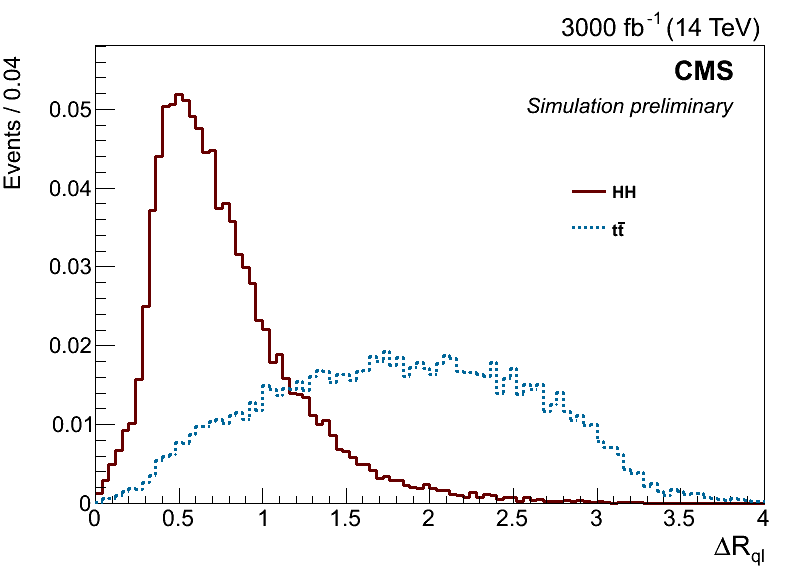 3000 fb⁻¹ (14 TeV)
Events / 0.04
CMS
Simulation preliminary
HH
tt̄
0.05
0.04
0.03
0.02
0.01
0
0 0.5 1 1.5 2 2.5 3 3.5 4
ΔR_ql